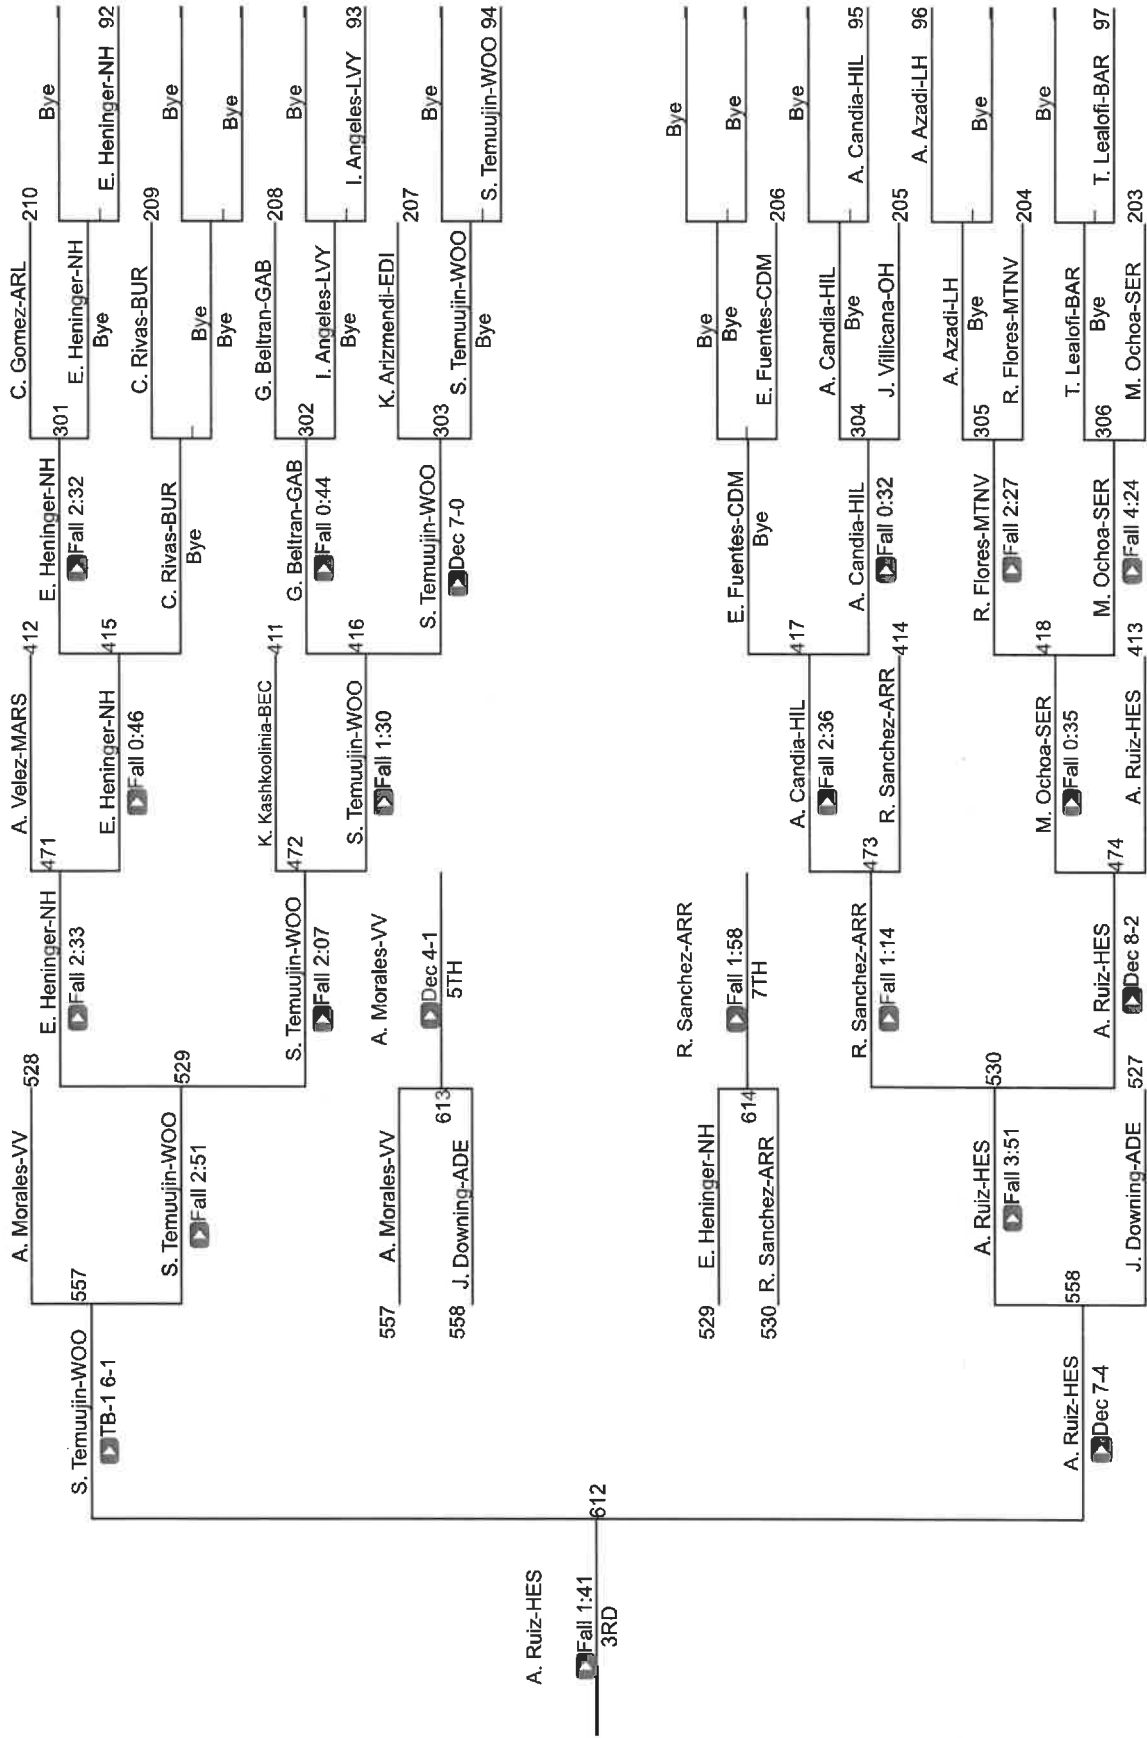 Bye
E. Heninger-NH 92
Bye
Bye
Bye
I. Angeles-LVY 93
Bye
S. Temuujin-WOO 94
Bye
Bye
Bye
A. Candia-HIL 95
A. Azadi-LH 96
Bye
Bye
T. Lealofi-BAR 97
C. Gomez-ARL 210
E. Heninger-NH
Bye
C. Rivas-BUR 209
Bye
Bye
G. Beltran-GAB 208
I. Angeles-LVY
Bye
K. Arizmendi-EDI 207
S. Temuujin-WOO
Bye
Bye
Bye
E. Fuentes-CDM 206
A. Candia-HIL
Bye
J. Villicana-OH 205
A. Azadi-LH
Bye
R. Flores-MTNV 204
T. Lealofi-BAR
Bye
M. Ochoa-SER 203
E. Heninger-NH 301
Fall 2:32
C. Rivas-BUR
Bye
G. Beltran-GAB 302
Fall 0:44
S. Temuujin-WOO 303
Dec 7-0
E. Fuentes-CDM
Bye
A. Candia-HIL 304
Fall 0:32
R. Flores-MTNV 305
Fall 2:27
M. Ochoa-SER 306
Fall 4:24
A. Velez-MARS 412
E. Heninger-NH 415
Fall 0:46
K. Kashkoolinia-BEC 411
S. Temuujin-WOO 416
Fall 1:30
A. Candia-HIL 417
Fall 2:36
R. Sanchez-ARR 414
M. Ochoa-SER 418
Fall 0:35
A. Ruiz-HES 413
E. Heninger-NH 471
Fall 2:33
S. Temuujin-WOO 472
Fall 2:07
A. Morales-VV
Dec 4-1
5TH
R. Sanchez-ARR
Fall 1:58
7TH
R. Sanchez-ARR 473
Fall 1:14
A. Ruiz-HES 474
Dec 8-2
A. Morales-VV 528
S. Temuujin-WOO 529
Fall 2:51
557 A. Morales-VV
613
558 J. Downing-ADE
529 E. Heninger-NH
614
530 R. Sanchez-ARR
A. Ruiz-HES 530
Fall 3:51
J. Downing-ADE 527
S. Temuujin-WOO 557
TB-1 6-1
A. Ruiz-HES 558
Dec 7-4
A. Ruiz-HES 612
Fall 1:41
3RD